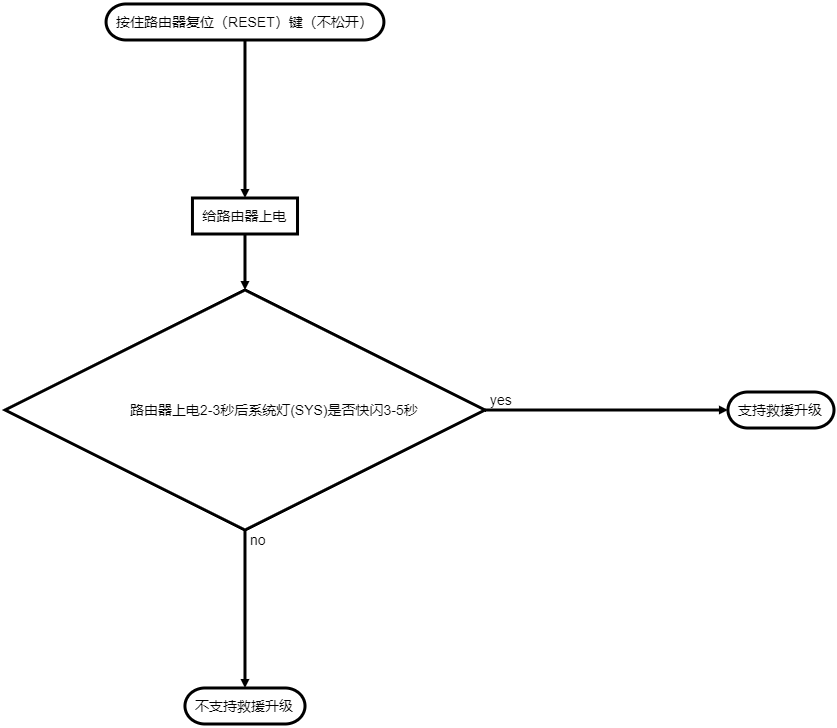 按住路由器复位（RESET）键（不松开）
给路由器上电
路由器上电2-3秒后系统灯(SYS)是否快闪3-5秒
yes
支持救援升级
no
不支持救援升级